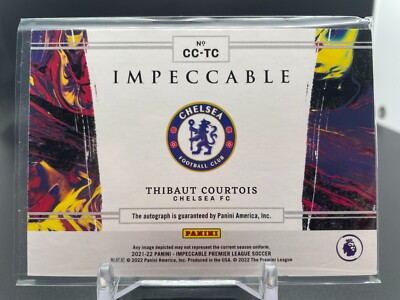 Nº
CC-TC
IMPECCABLE
CHELSEA
FOOTBALL CLUB
THIBAUT COURTOIS
CHELSEA FC
The autograph is guaranteed by Panini America, Inc.
PANINI
Any image depicted may not represent the current season uniform.
2021-22 PANINI - IMPECCABLE PREMIER LEAGUE SOCCER
© 2022 Panini America, Inc. Produced in the USA. © 2022 The Premier League